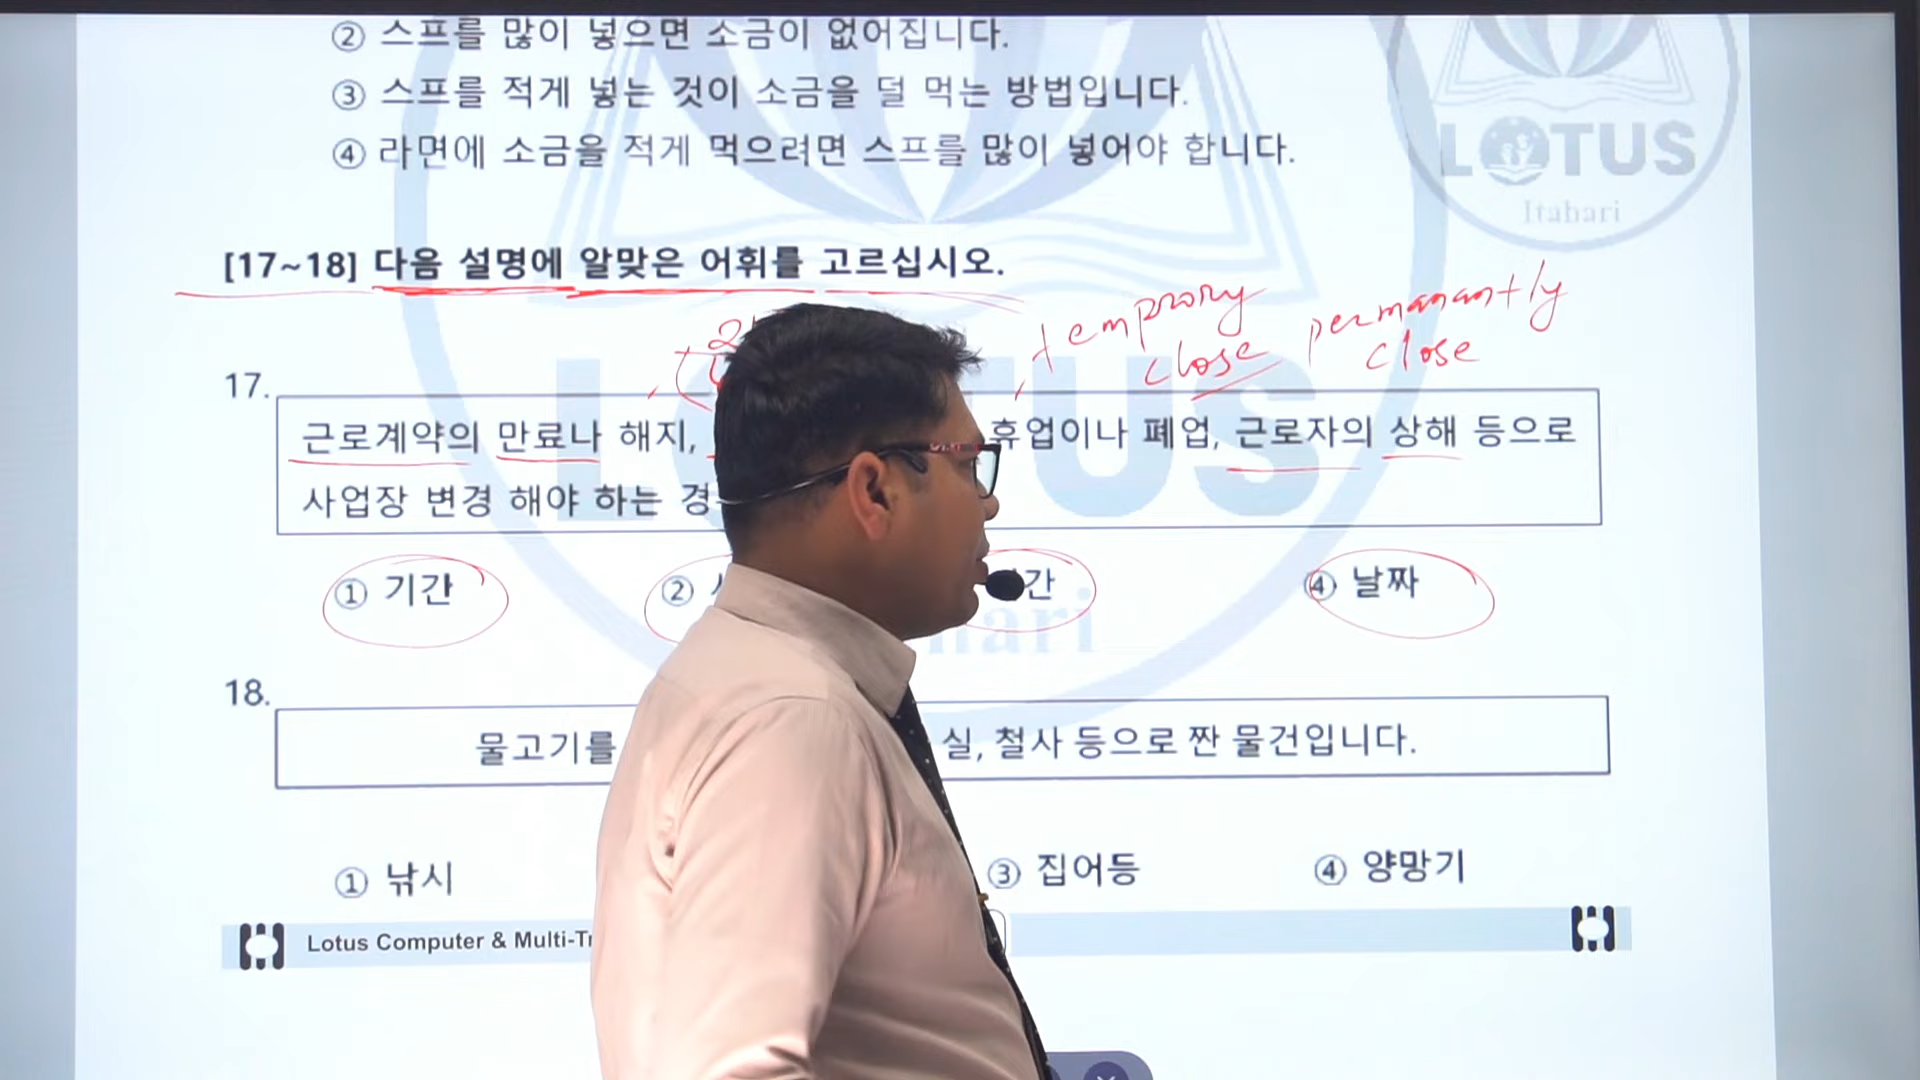 ② 스프를 많이 넣으면 소금이 없어집니다.
③ 스프를 적게 넣는 것이 소금을 덜 먹는 방법입니다.
④ 라면에 소금을 적게 먹으려면 스프를 많이 넣어야 합니다.
LOTUS
Itahari
[17~18] 다음 설명에 알맞은 어휘를 고르십시오.
temprory close
permanantly close
17.
근로계약의 만료나 해지, 휴업이나 폐업, 근로자의 상해 등으로
사업장 변경 해야 하는
① 기간 ② ④ 날짜
18.
물고기를 실, 철사 등으로 짠 물건입니다.
① 낚시 ③ 집어등 ④ 양망기
Lotus Computer &